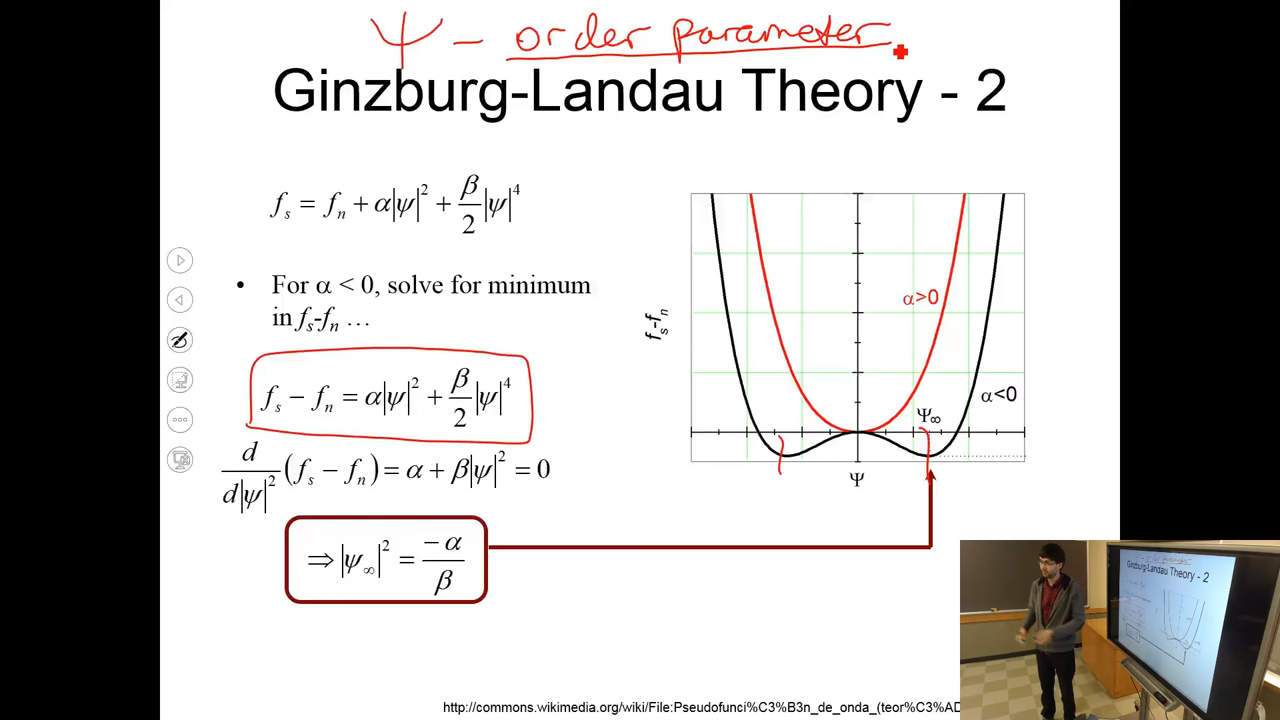 Ψ - order parameter
Ginzburg-Landau Theory - 2
f_s = f_n + α|ψ|² + β/2 |ψ|⁴
• For α < 0, solve for minimum
in f_s-f_n …
f_s − f_n = α|ψ|² + β/2 |ψ|⁴
d/d|ψ|² (f_s − f_n) = α + β|ψ|² = 0
⇒ |ψ_∞|² = −α/β
f_s-f_n
α>0
α<0
Ψ_∞
Ψ
Ginzburg-Landau Theory - 2
http://commons.wikimedia.org/wiki/File:Pseudofunci%C3%B3n_de_onda_(teor%C3%AD